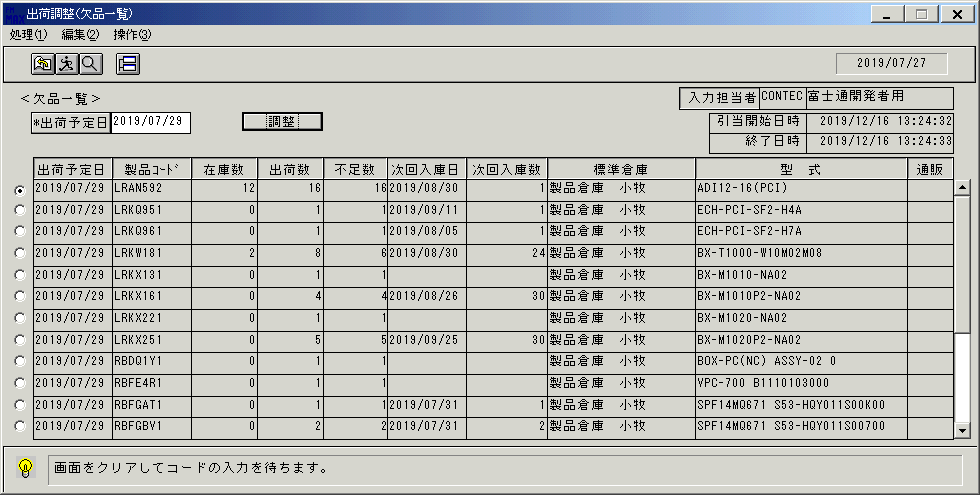 出荷調整(欠品一覧)
処理(1) 編集(2) 操作(3)
2019/07/27
<欠品一覧>
入力担当者 CONTEC 富士通開発者用
*出荷予定日 2019/07/29 調整
引当開始日時 2019/12/16 13:24:32
終了日時 2019/12/16 13:24:33
出荷予定日 製品コード 在庫数 出荷数 不足数 次回入庫日 次回入庫数 標準倉庫 型 式 通販
2019/07/29 LRAN592 12 16 16 2019/08/30 1 製品倉庫 小牧 ADI12-16(PCI)
2019/07/29 LRKQ951 0 1 1 2019/09/11 1 製品倉庫 小牧 ECH-PCI-SF2-H4A
2019/07/29 LRKQ961 0 1 1 2019/08/05 1 製品倉庫 小牧 ECH-PCI-SF2-H7A
2019/07/29 LRKW181 2 8 6 2019/08/30 24 製品倉庫 小牧 BX-T1000-W10M02M08
2019/07/29 LRKX131 0 1 1 製品倉庫 小牧 BX-M1010-NA02
2019/07/29 LRKX161 0 4 4 2019/08/26 30 製品倉庫 小牧 BX-M1010P2-NA02
2019/07/29 LRKX221 0 1 1 製品倉庫 小牧 BX-M1020-NA02
2019/07/29 LRKX251 0 5 5 2019/09/25 30 製品倉庫 小牧 BX-M1020P2-NA02
2019/07/29 RBDQ1Y1 0 1 1 製品倉庫 小牧 BOX-PC(NC) ASSY-02 0
2019/07/29 RBFE4R1 0 1 1 製品倉庫 小牧 VPC-700 B1110103000
2019/07/29 RBFGAT1 0 1 1 2019/07/31 1 製品倉庫 小牧 SPF14MQ671 S53-HQY011S00K00
2019/07/29 RBFGBV1 0 2 2 2019/07/31 2 製品倉庫 小牧 SPF14MQ671 S53-HQY011S00700
画面をクリアしてコードの入力を待ちます。